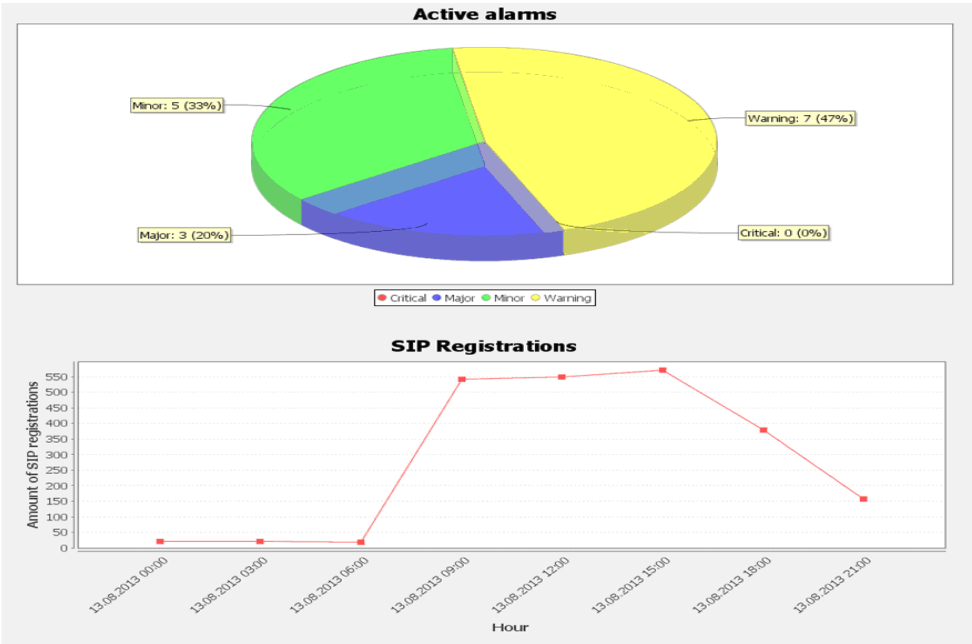 Active alarms
Minor: 5 (33%)
Warning: 7 (47%)
Major: 3 (20%)
Critical: 0 (0%)
Critical Major Minor Warning
SIP Registrations
Amount of SIP registrations
550
500
450
400
350
300
250
200
150
100
50
0
13.08.2013 00:00
13.08.2013 03:00
13.08.2013 06:00
13.08.2013 09:00
13.08.2013 12:00
13.08.2013 15:00
13.08.2013 18:00
13.08.2013 21:00
Hour